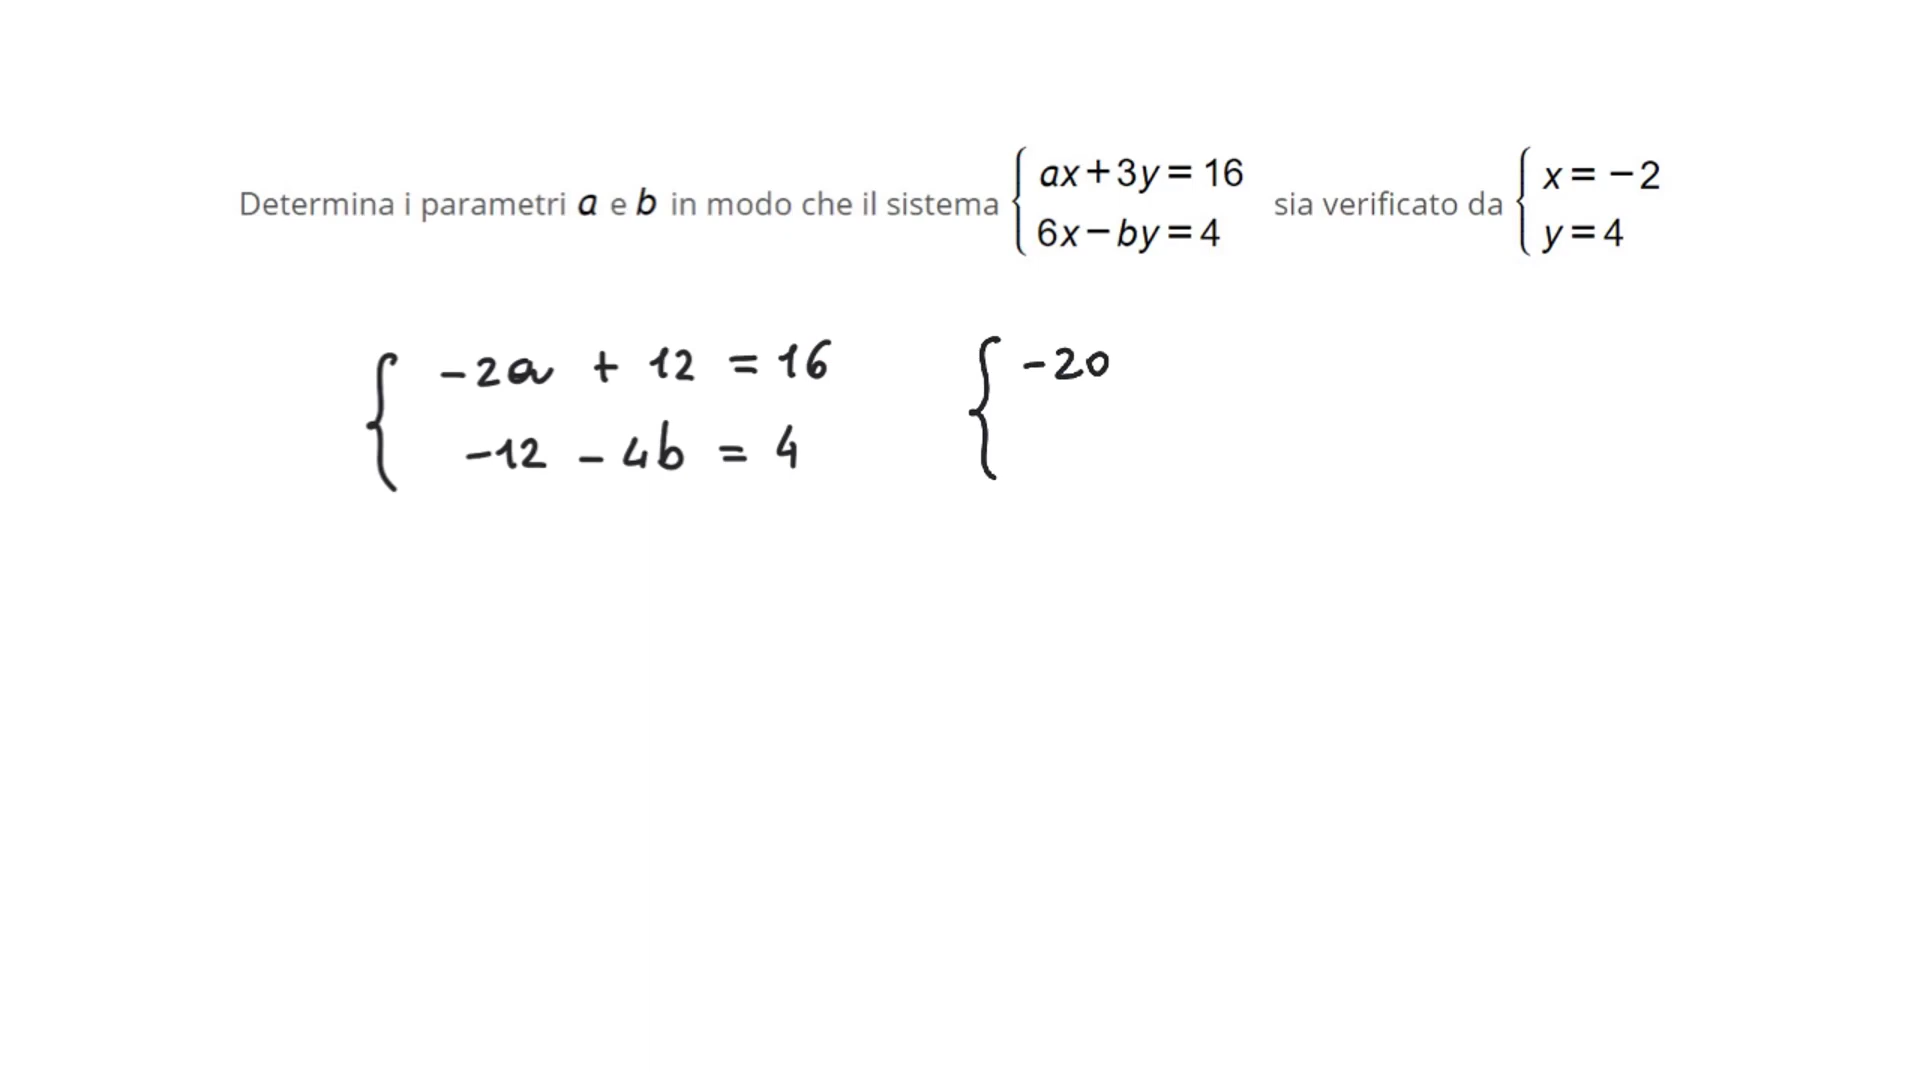 Determina i parametri a e b in modo che il sistema { ax+3y=16 6x−by=4 sia verificato da { x=−2 y=4
{ -2a + 12 = 16
-12 - 4b = 4
{ -20